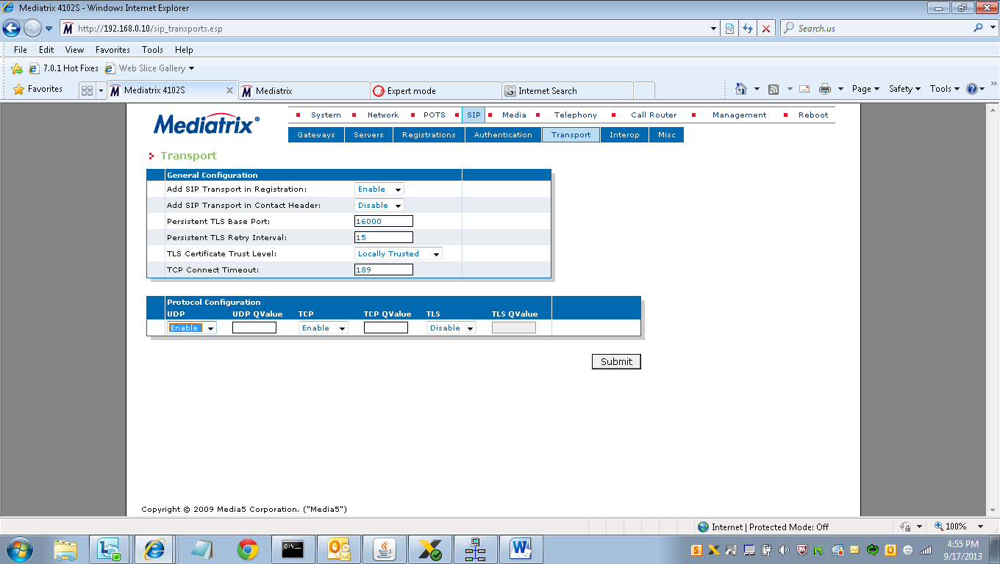 Mediatrix 4102S - Windows Internet Explorer
http://192.168.0.10/sip_transports.esp
Search.us
File Edit View Favorites Tools Help
7.0.1 Hot Fixes Web Slice Gallery
Favorites Mediatrix 4102S Mediatrix Expert mode Internet Search Page Safety Tools
Mediatrix®
System Network POTS SIP Media Telephony Call Router Management Reboot
Gateways Servers Registrations Authentication Transport Interop Misc
Transport
General Configuration
Add SIP Transport in Registration: Enable
Add SIP Transport in Contact Header: Disable
Persistent TLS Base Port: 16000
Persistent TLS Retry Interval: 15
TLS Certificate Trust Level: Locally Trusted
TCP Connect Timeout: 189
Protocol Configuration
UDP UDP QValue TCP TCP QValue TLS TLS QValue
Enable Enable Disable
Submit
Copyright © 2009 Media5 Corporation. ("Media5")
Internet | Protected Mode: Off 100%
4:55 PM
9/17/2013